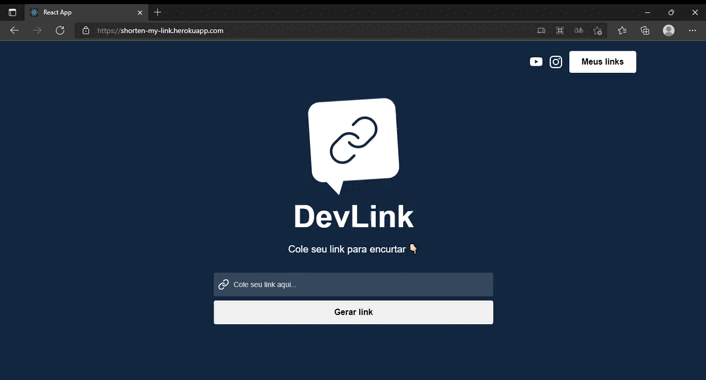 React App
https://shorten-my-link.herokuapp.com
Meus links
DevLink
Cole seu link para encurtar 👇🏻
Cole seu link aqui...
Gerar link